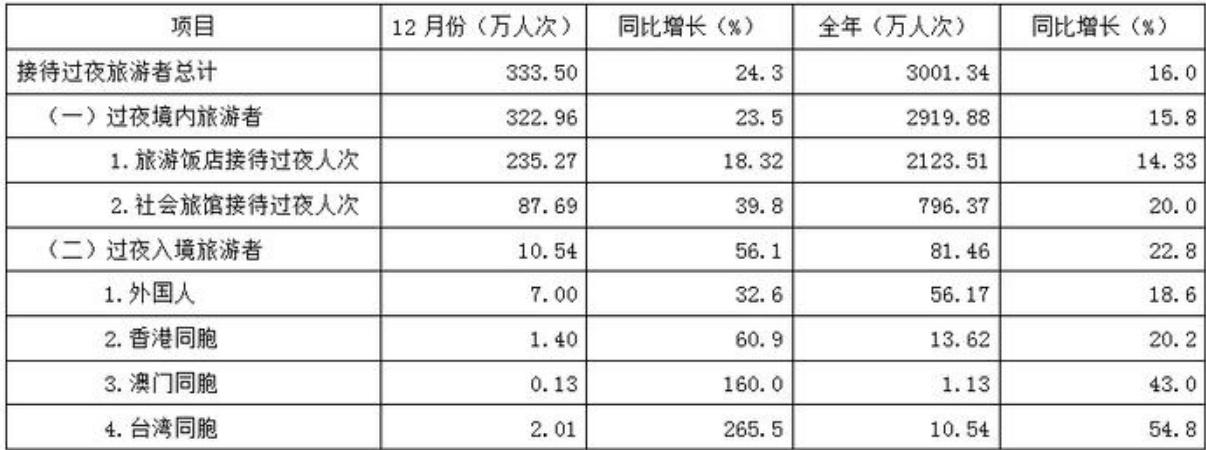 项目 12月份（万人次） 同比增长（%） 全年（万人次） 同比增长（%）
接待过夜旅游者总计 333.50 24.3 3001.34 16.0
（一）过夜境内旅游者 322.96 23.5 2919.88 15.8
1.旅游饭店接待过夜人次 235.27 18.32 2123.51 14.33
2.社会旅馆接待过夜人次 87.69 39.8 796.37 20.0
（二）过夜入境旅游者 10.54 56.1 81.46 22.8
1.外国人 7.00 32.6 56.17 18.6
2.香港同胞 1.40 60.9 13.62 20.2
3.澳门同胞 0.13 160.0 1.13 43.0
4.台湾同胞 2.01 265.5 10.54 54.8